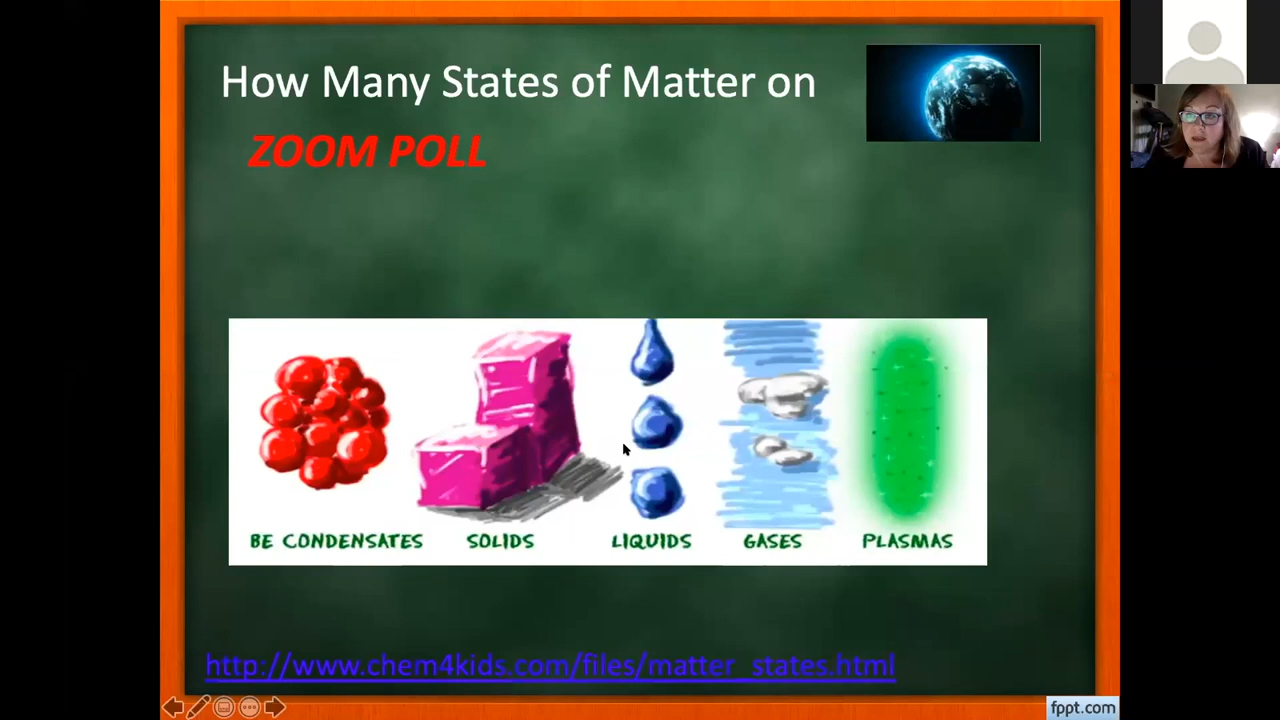 How Many States of Matter on
ZOOM POLL
BE CONDENSATES SOLIDS LIQUIDS GASES PLASMAS
http://www.chem4kids.com/files/matter_states.html
fppt.com